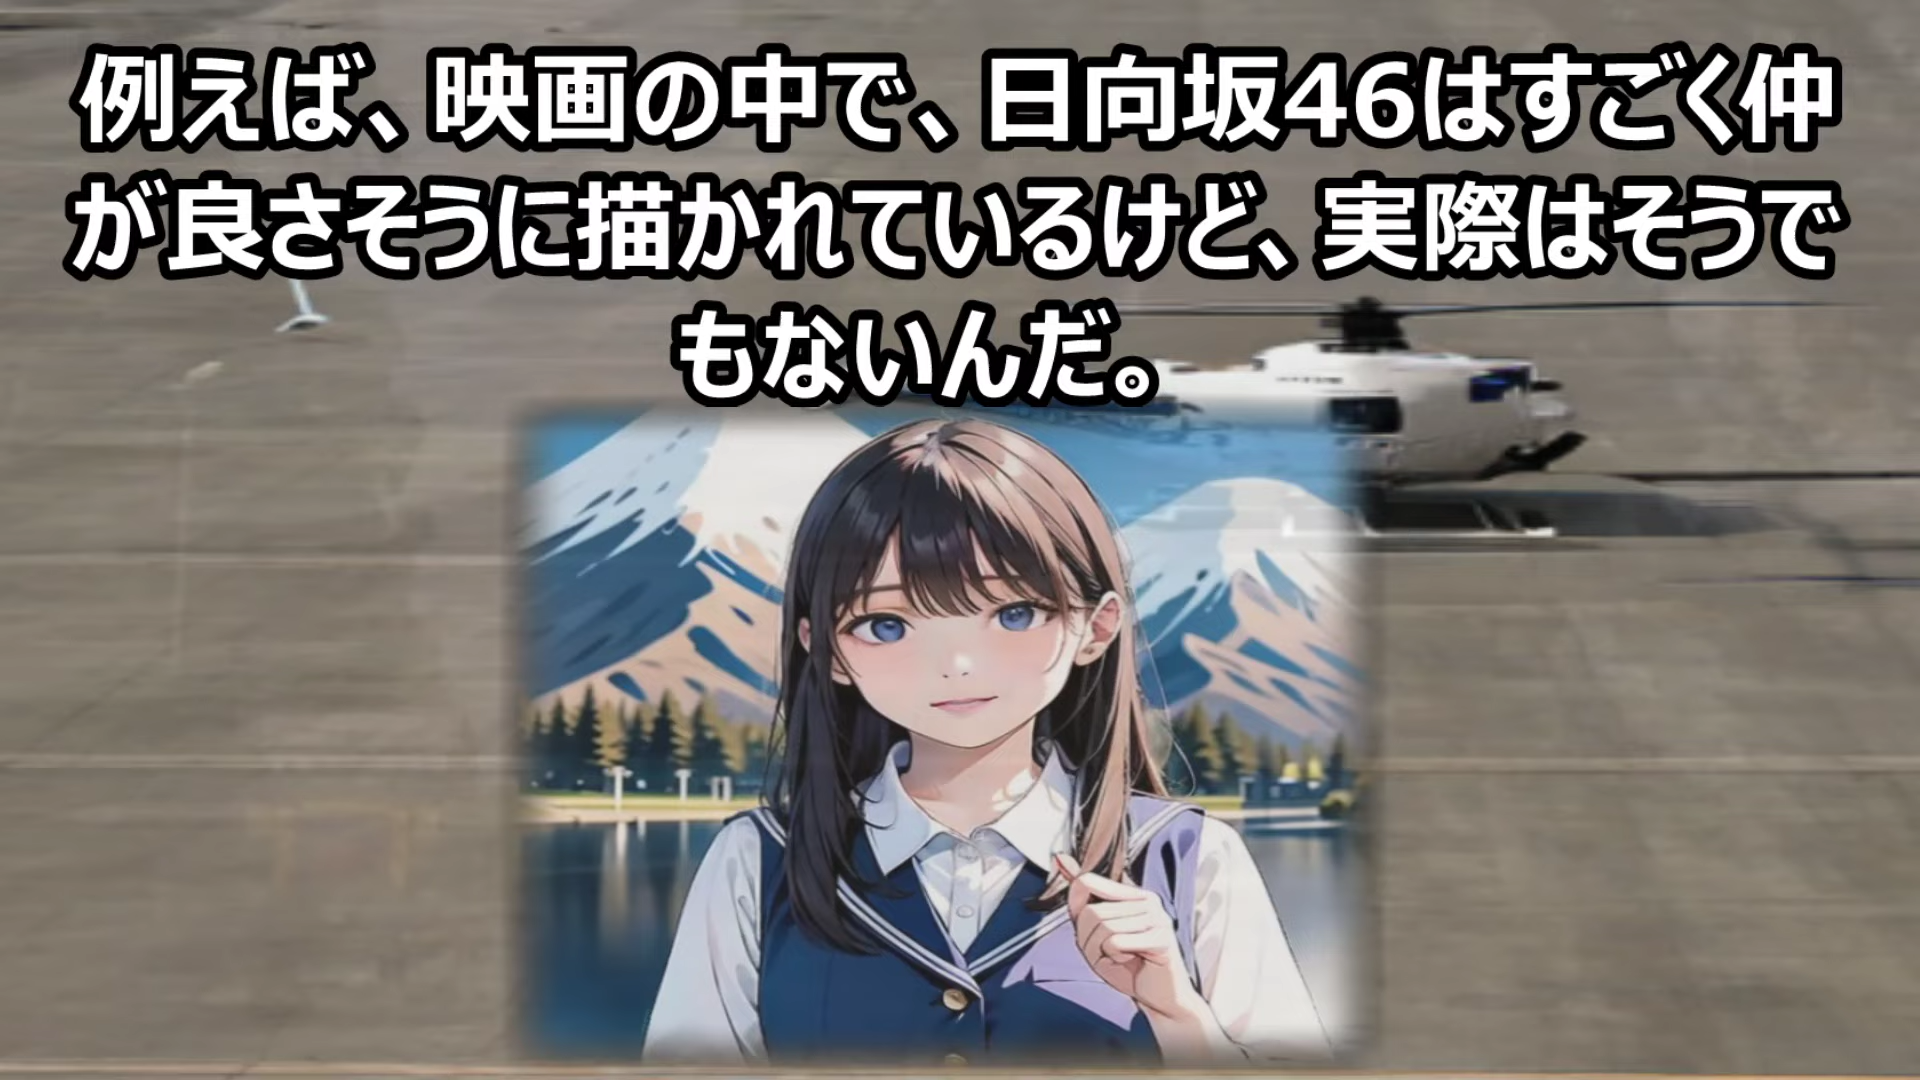 例えば、映画の中で、日向坂46はすごく仲
が良さそうに描かれているけど、実際はそうで
もないんだ。